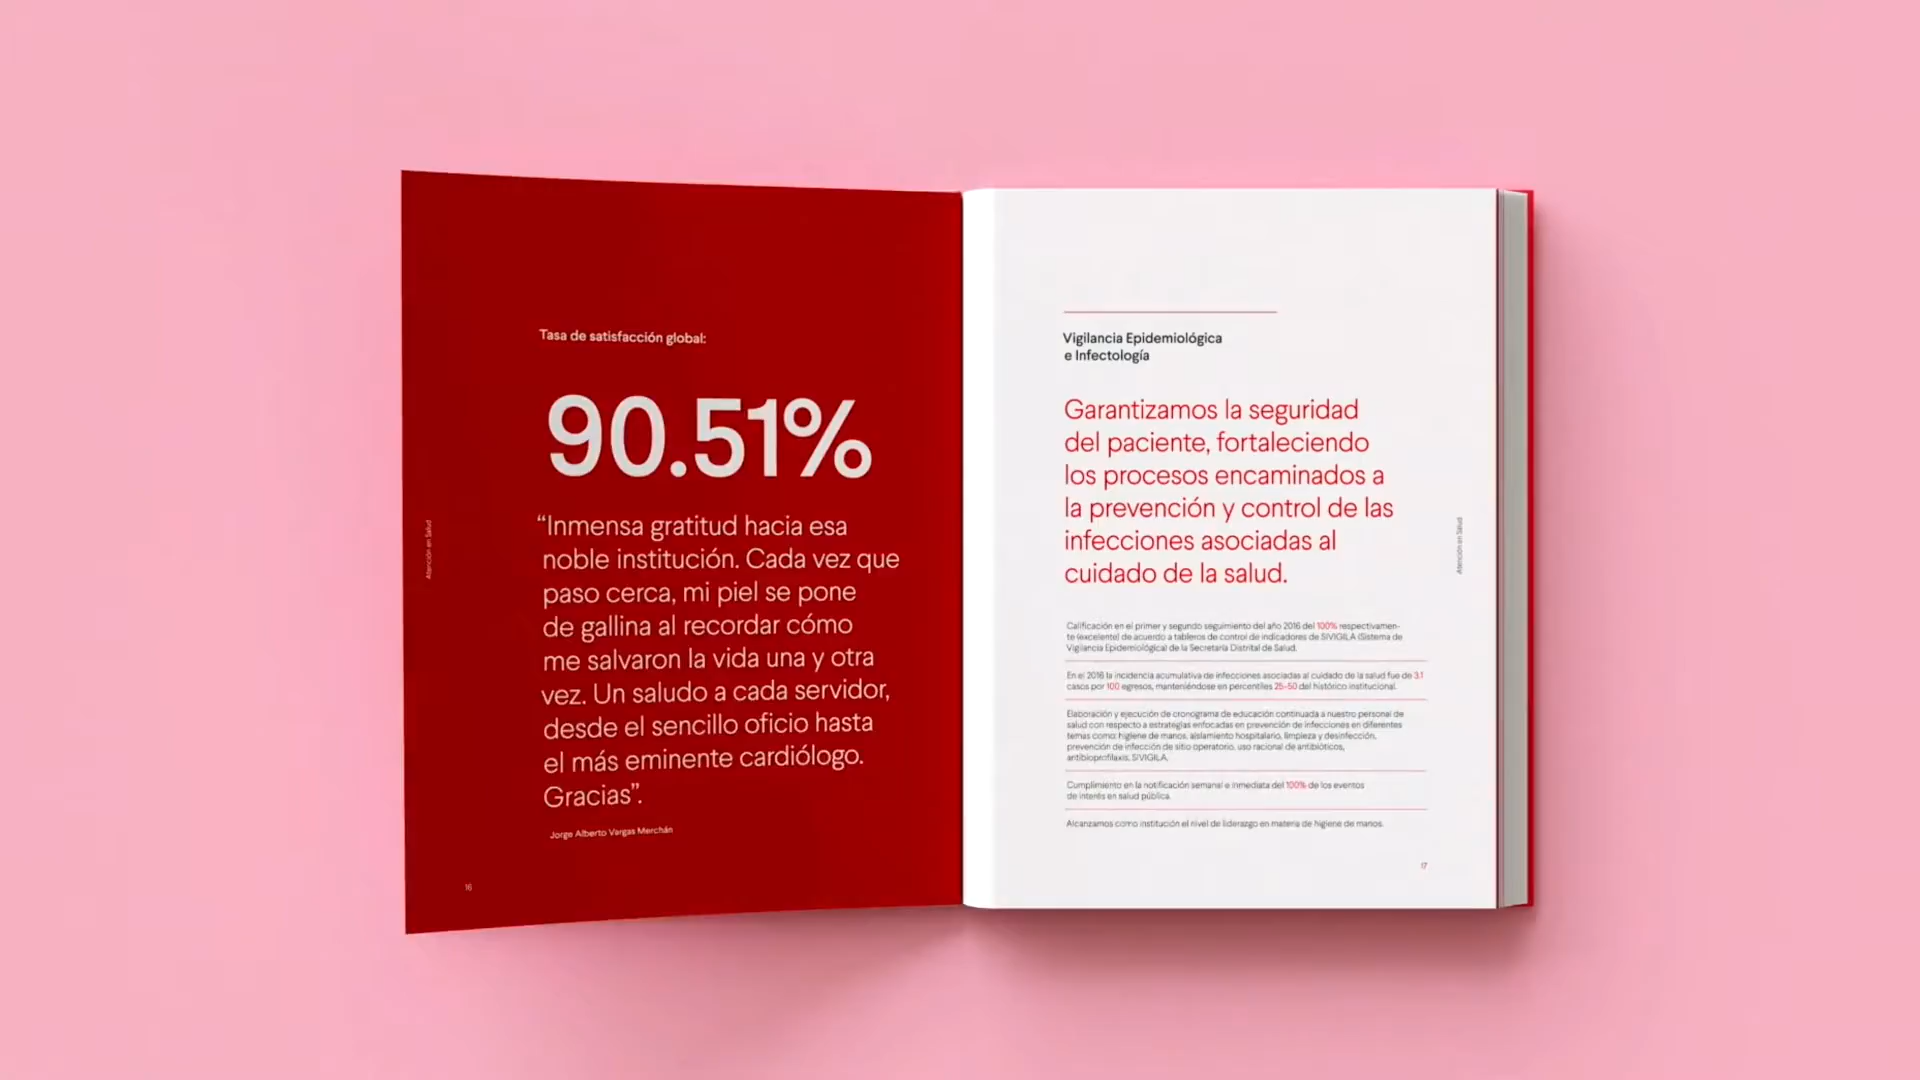 Tasa de satisfacción global:
90.51%
“Inmensa gratitud hacia esa
noble institución. Cada vez que
paso cerca, mi piel se pone
de gallina al recordar cómo
me salvaron la vida una y otra
vez. Un saludo a cada servidor,
desde el sencillo oficio hasta
el más eminente cardiólogo.
Gracias”.
Jorge Alberto Vargas Merchán
Atención en Salud
16
Vigilancia Epidemiológica
e Infectología
Garantizamos la seguridad
del paciente, fortaleciendo
los procesos encaminados a
la prevención y control de las
infecciones asociadas al
cuidado de la salud.
Calificación en el primer y segundo seguimiento del año 2016 del 100% respectivamen-
te (excelente) de acuerdo a tableros de control de indicadores de SIVIGILA (Sistema de
Vigilancia Epidemiológica) de la Secretaría Distrital de Salud.
En el 2016 la incidencia acumulativa de infecciones asociadas al cuidado de la salud fue de 3.1
casos por 100 egresos, manteniéndose en percentiles 25-50 del histórico institucional.
Elaboración y ejecución de cronograma de educación continuada a nuestro personal de
salud con respecto a estrategias enfocadas en prevención de infecciones en diferentes
temas como: higiene de manos, aislamiento hospitalario, limpieza y desinfección,
prevención de infección de sitio operatorio, uso racional de antibióticos,
antibioprofilaxis, SIVIGILA.
Cumplimiento en la notificación semanal e inmediata del 100% de los eventos
de interés en salud pública.
Alcanzamos como institución el nivel de liderazgo en materia de higiene de manos.
Atención en Salud
17